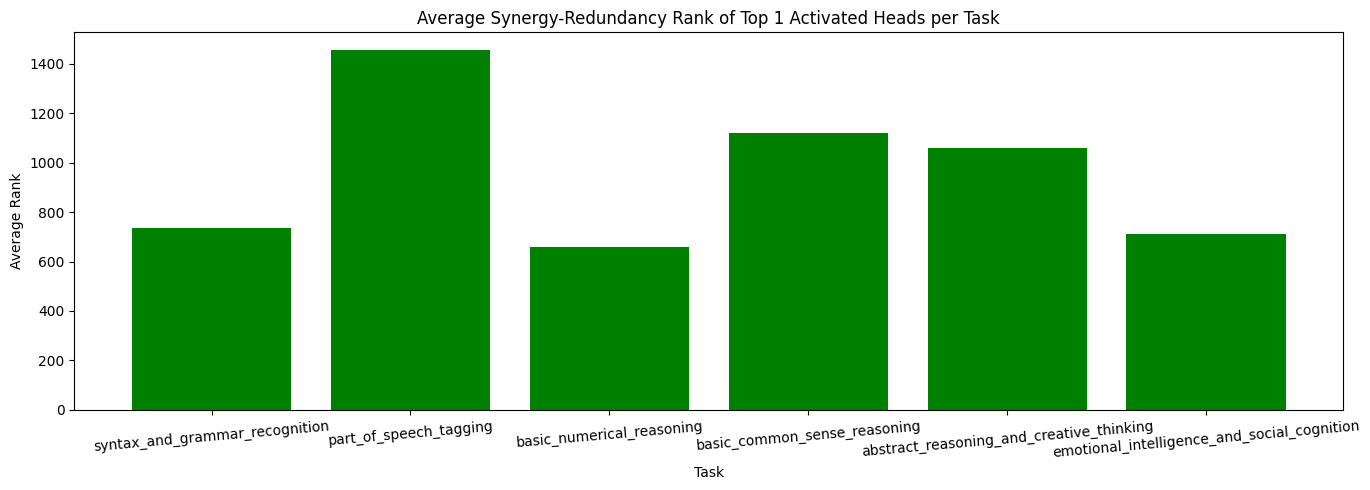 Average Synergy-Redundancy Rank of Top 1 Activated Heads per Task
Average Rank
1400
1200
1000
800
600
400
200
0
syntax_and_grammar_recognition
part_of_speech_tagging
basic_numerical_reasoning
basic_common_sense_reasoning
abstract_reasoning_and_creative_thinking
emotional_intelligence_and_social_cognition
Task